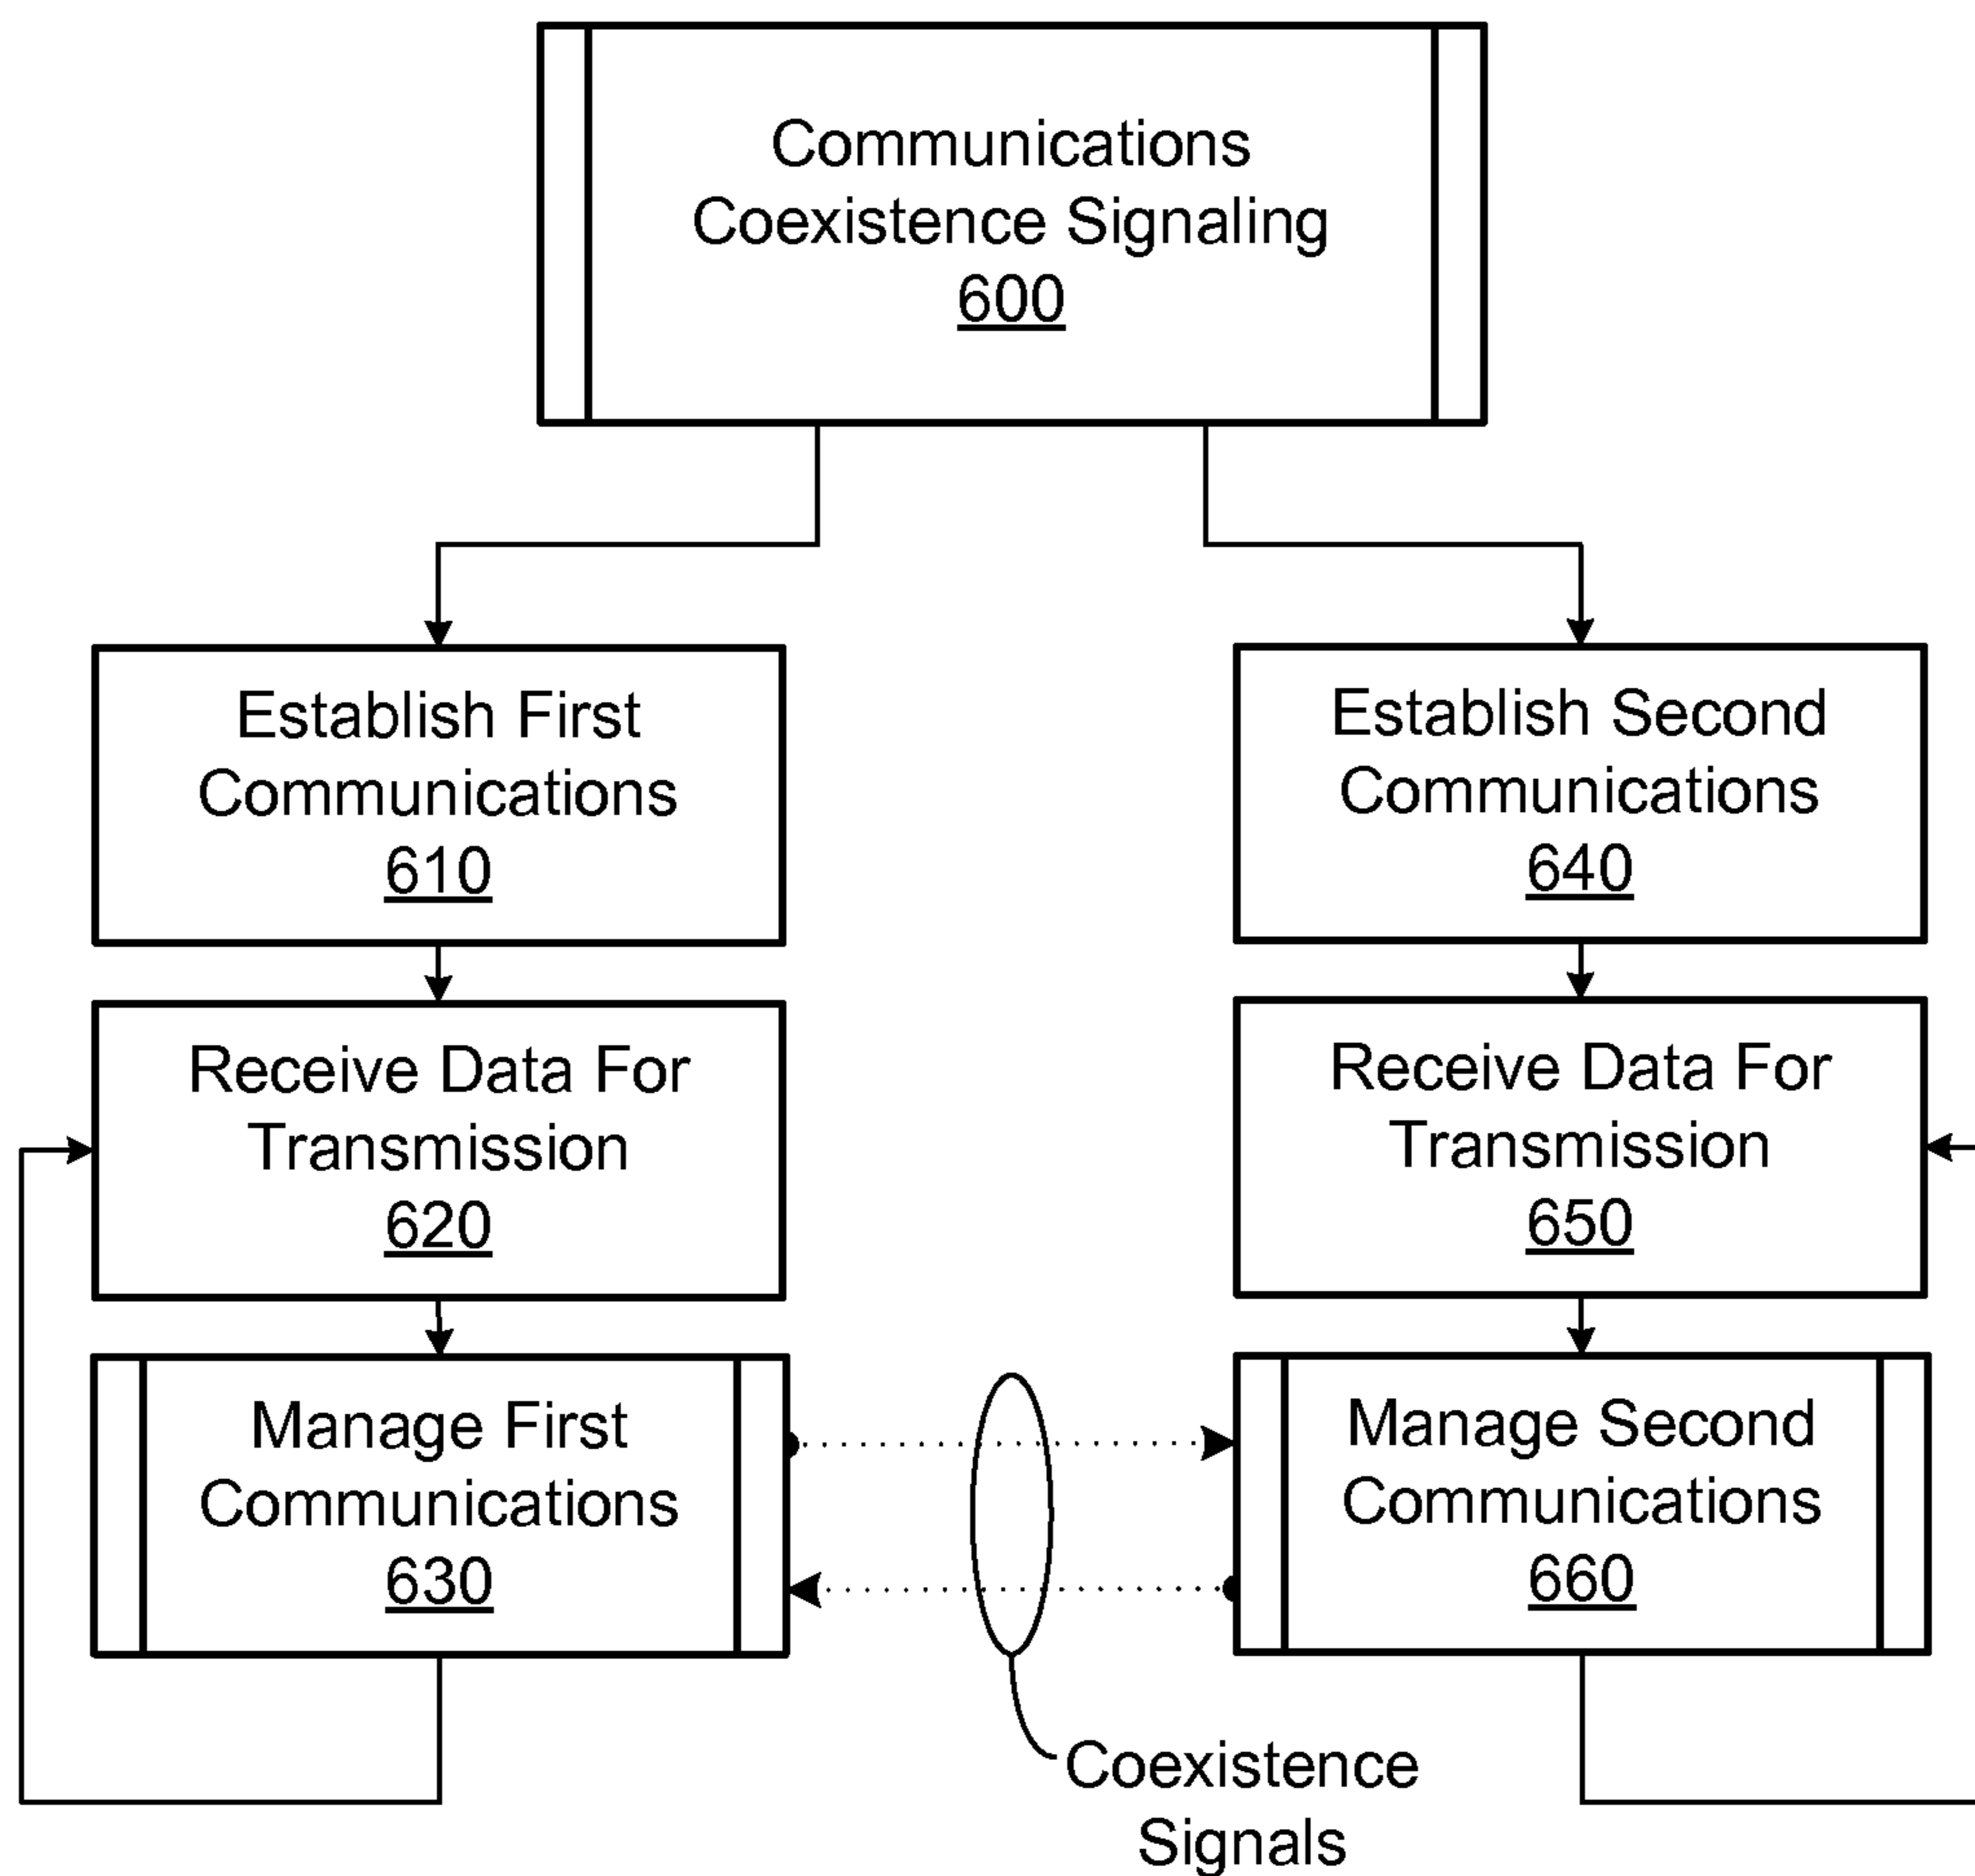 Communications
Coexistence Signaling
600
Establish First
Communications
610
Receive Data For
Transmission
620
Manage First
Communications
630
Establish Second
Communications
640
Receive Data For
Transmission
650
Manage Second
Communications
660
Coexistence
Signals